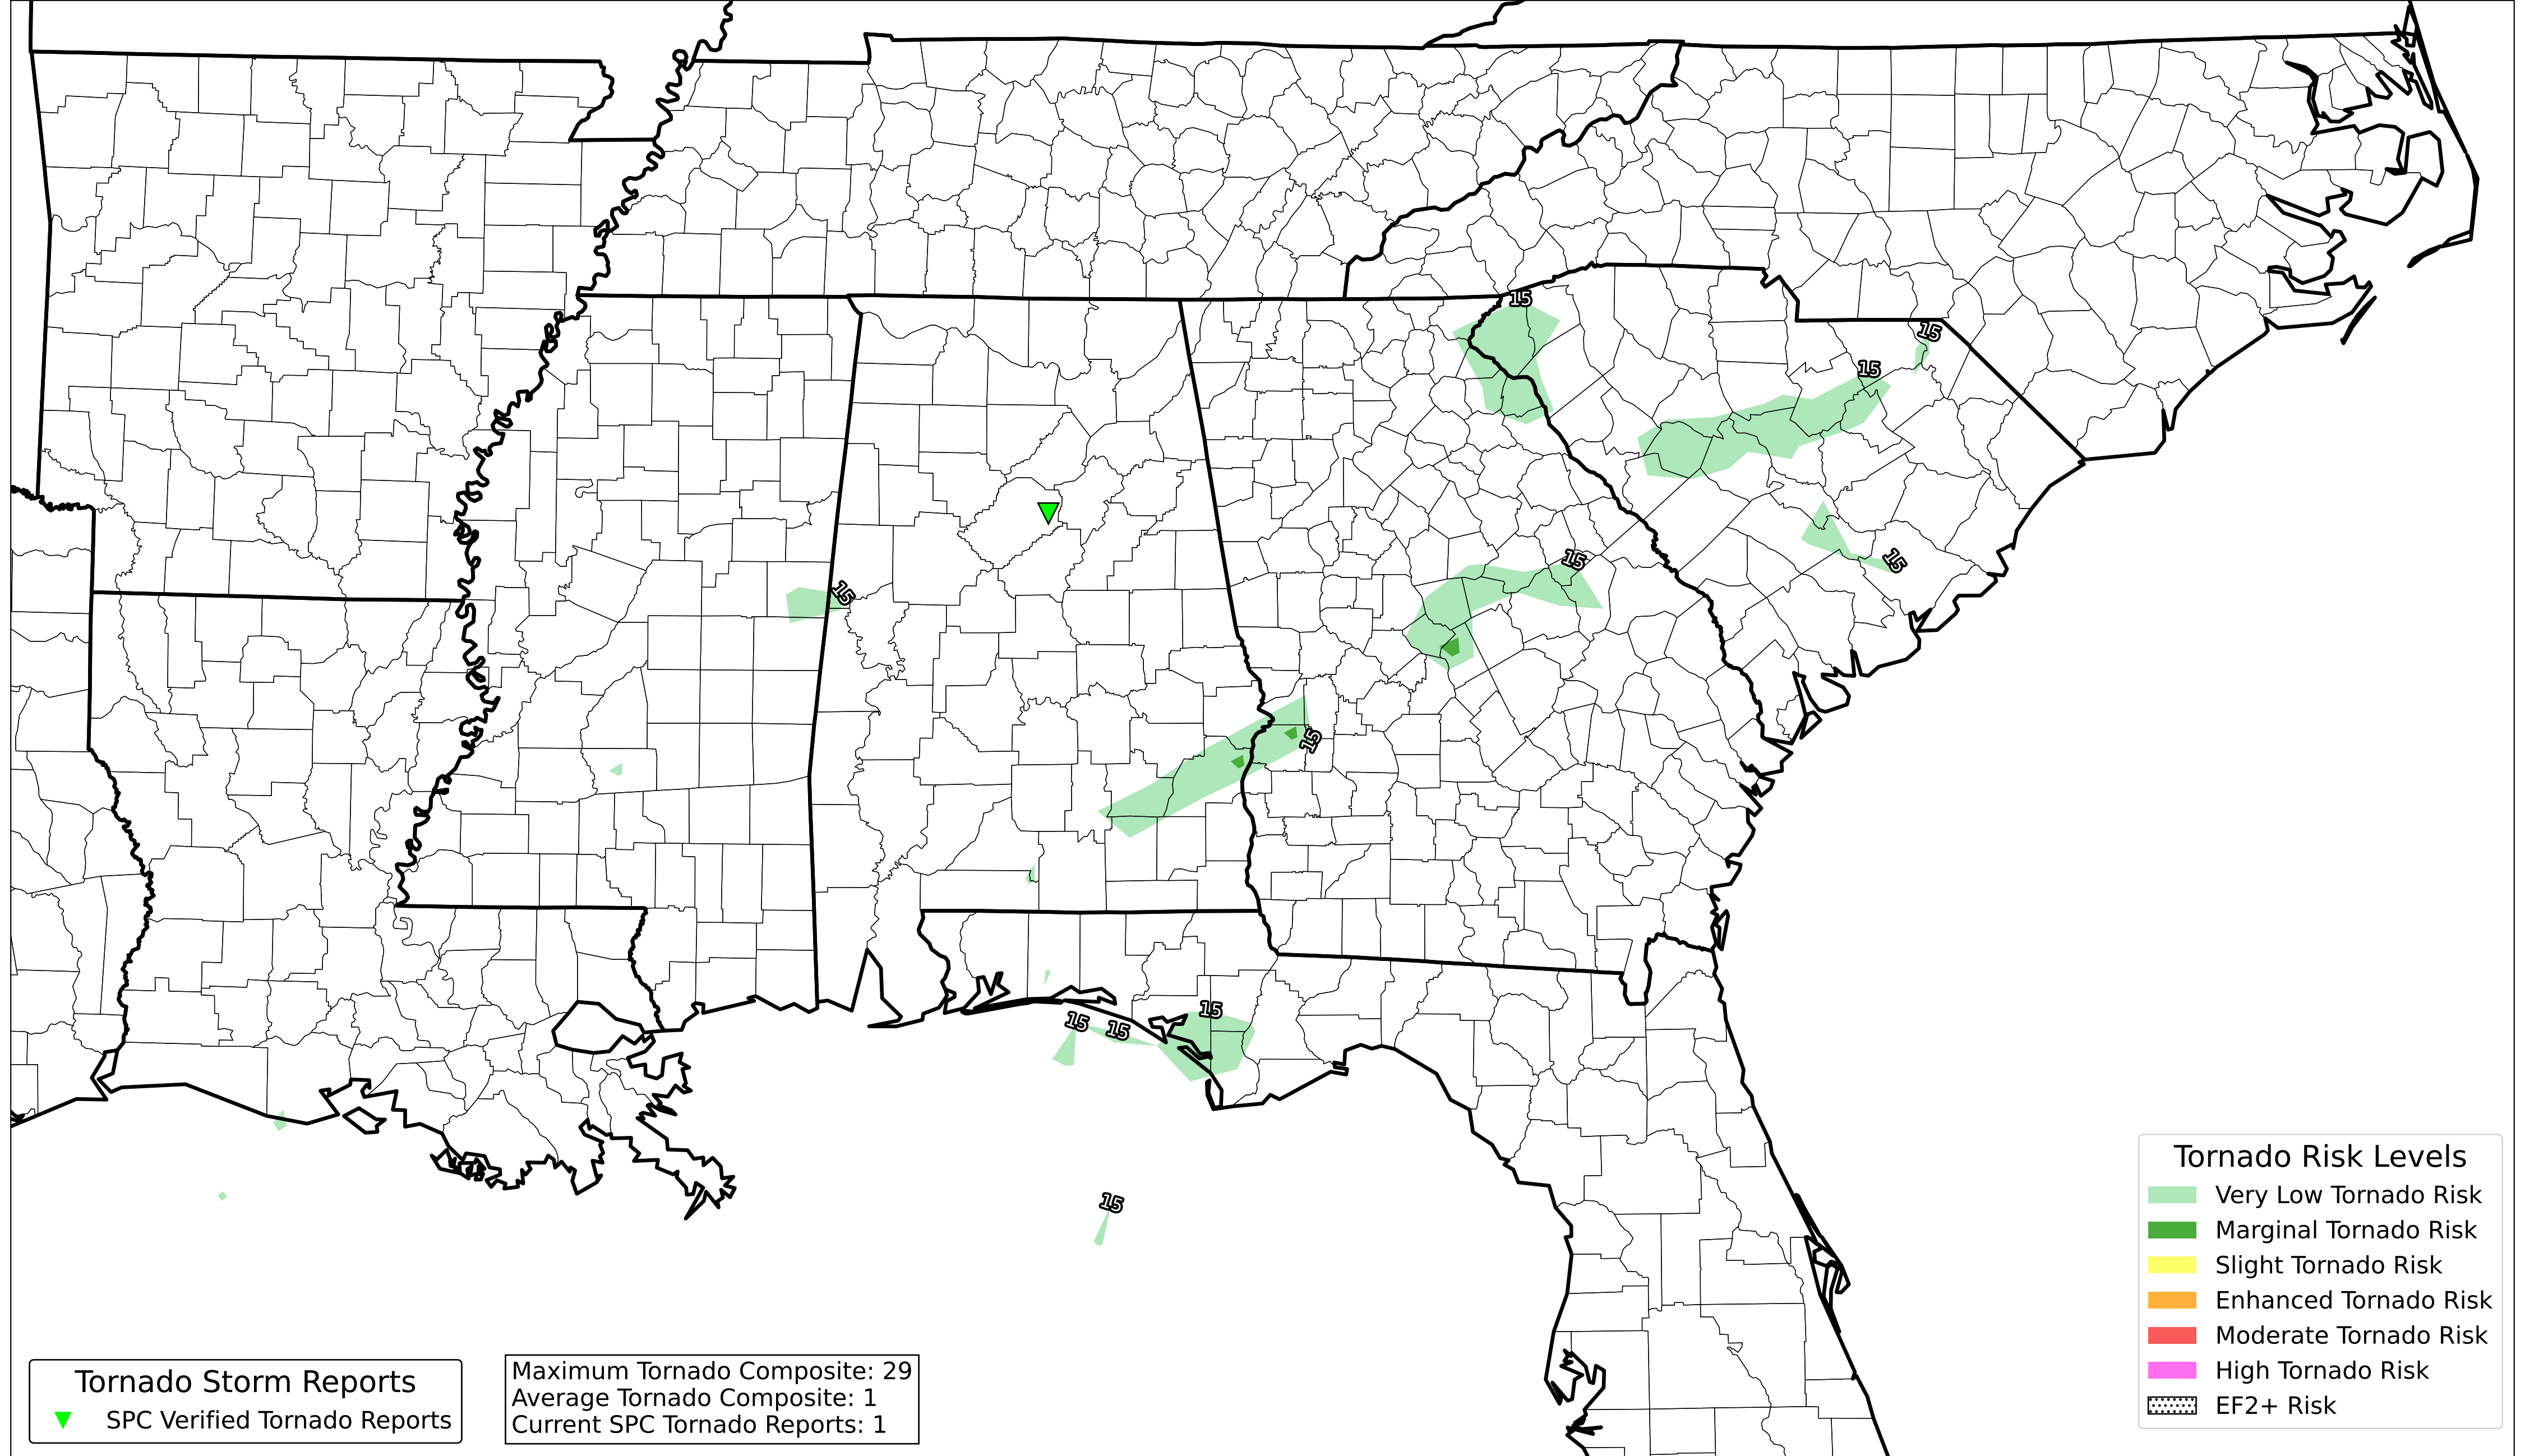 15
15
15
15
15
15
15
15
15
15
15
Tornado Risk Levels
Very Low Tornado Risk
Marginal Tornado Risk
Slight Tornado Risk
Enhanced Tornado Risk
Moderate Tornado Risk
High Tornado Risk
EF2+ Risk
Tornado Storm Reports
SPC Verified Tornado Reports
Maximum Tornado Composite: 29
Average Tornado Composite: 1
Current SPC Tornado Reports: 1